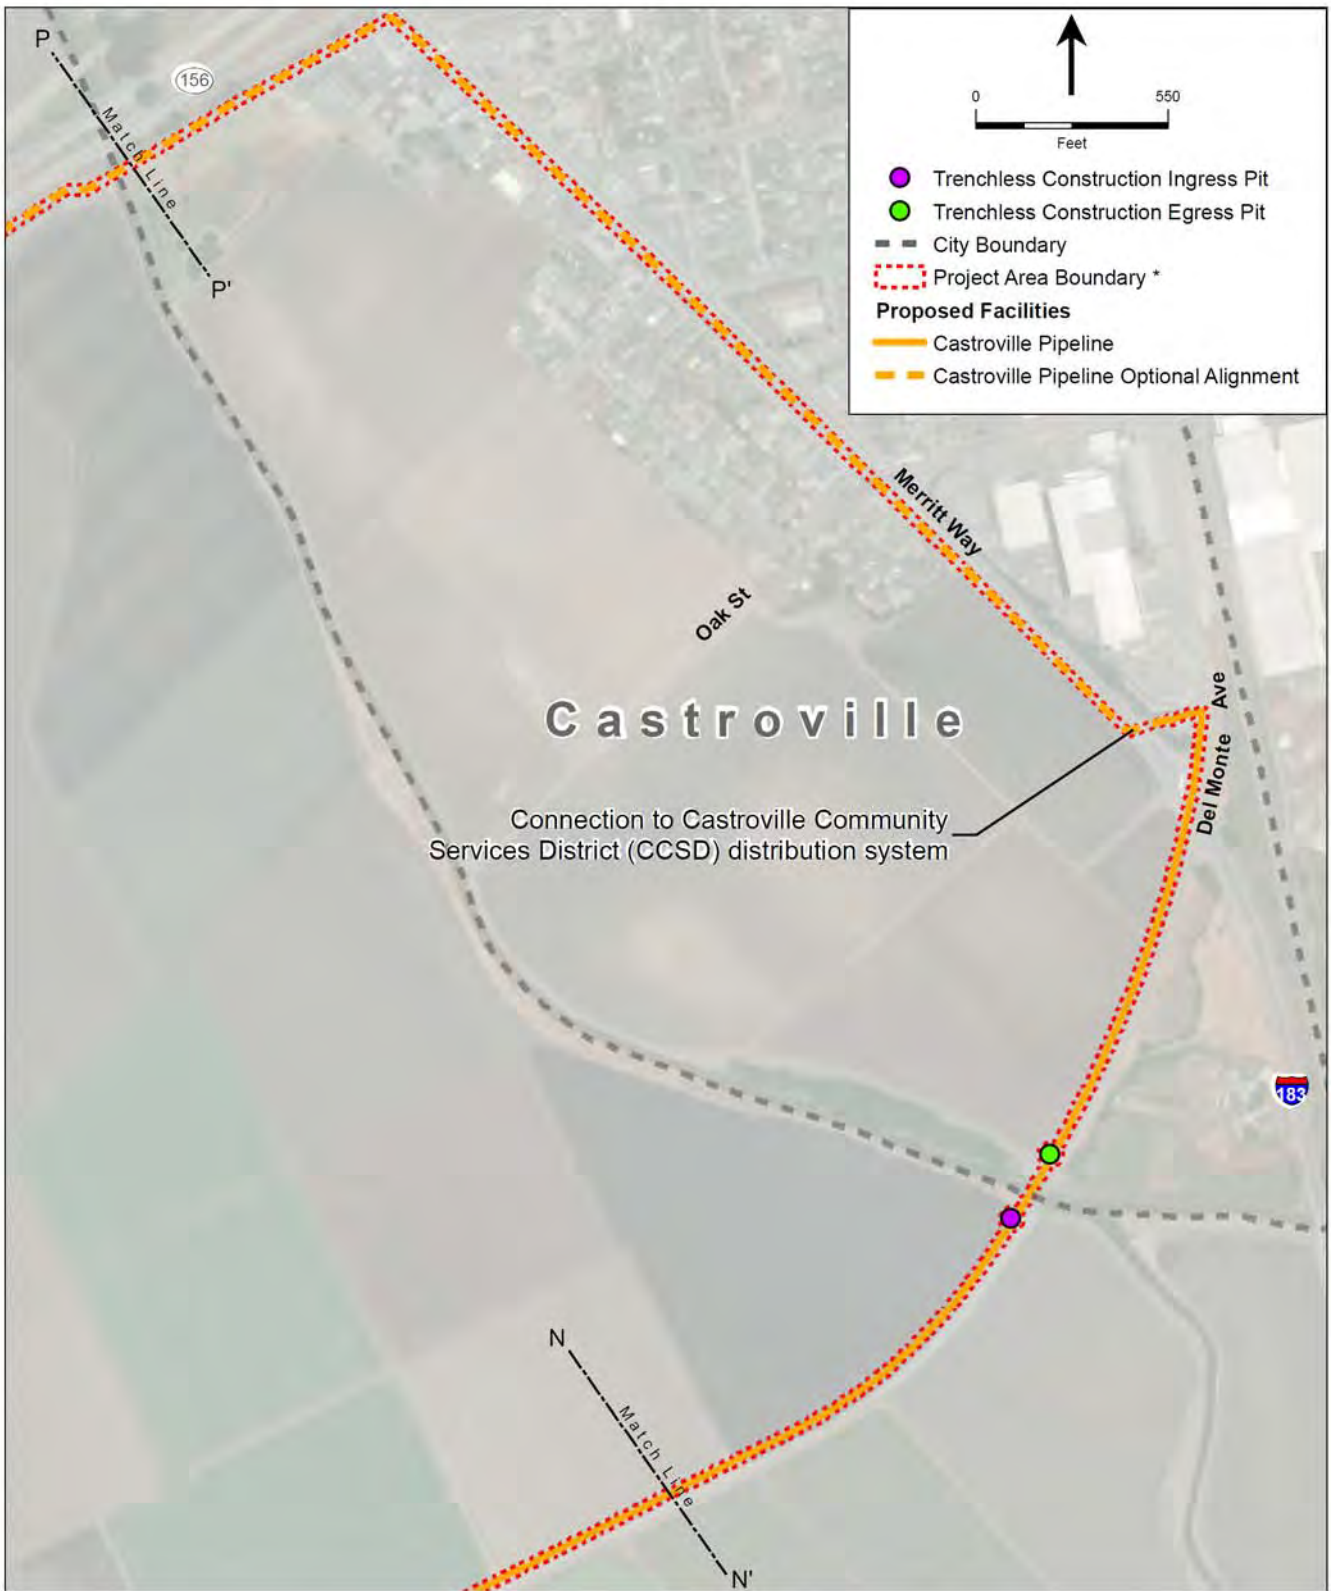 P
156
Match Line
P'
0 550
Feet
Trenchless Construction Ingress Pit
Trenchless Construction Egress Pit
City Boundary
Project Area Boundary *
Proposed Facilities
Castroville Pipeline
Castroville Pipeline Optional Alignment
Merritt Way
Oak St
Castroville
Del Monte Ave
Connection to Castroville Community
Services District (CCSD) distribution system
183
N
Match Line
N'